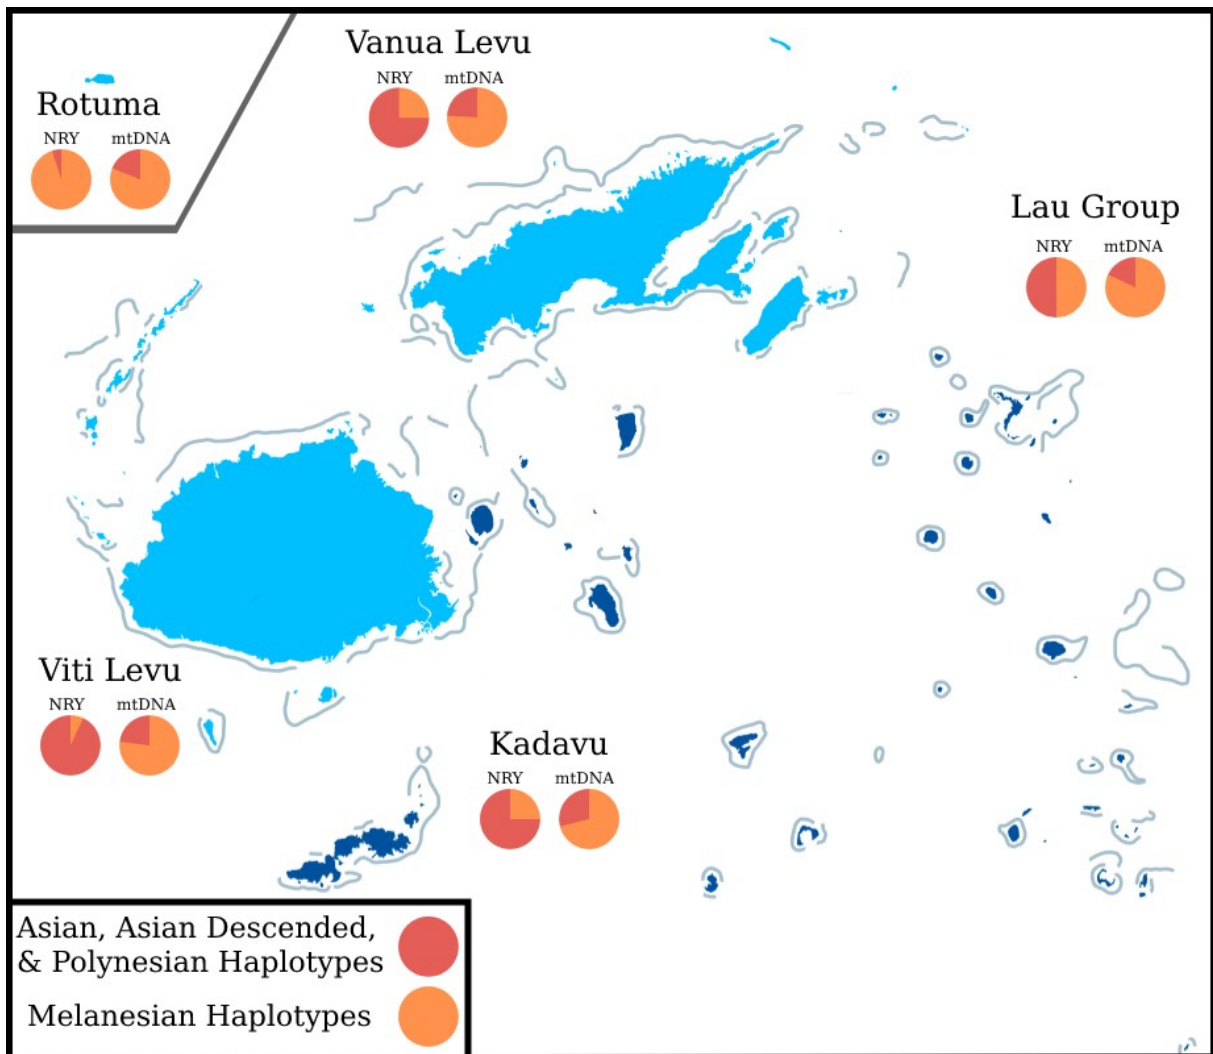 Vanua Levu
NRY mtDNA
Rotuma
NRY mtDNA
Lau Group
NRY mtDNA
Viti Levu
NRY mtDNA
Kadavu
NRY mtDNA
Asian, Asian Descended,
& Polynesian Haplotypes
Melanesian Haplotypes